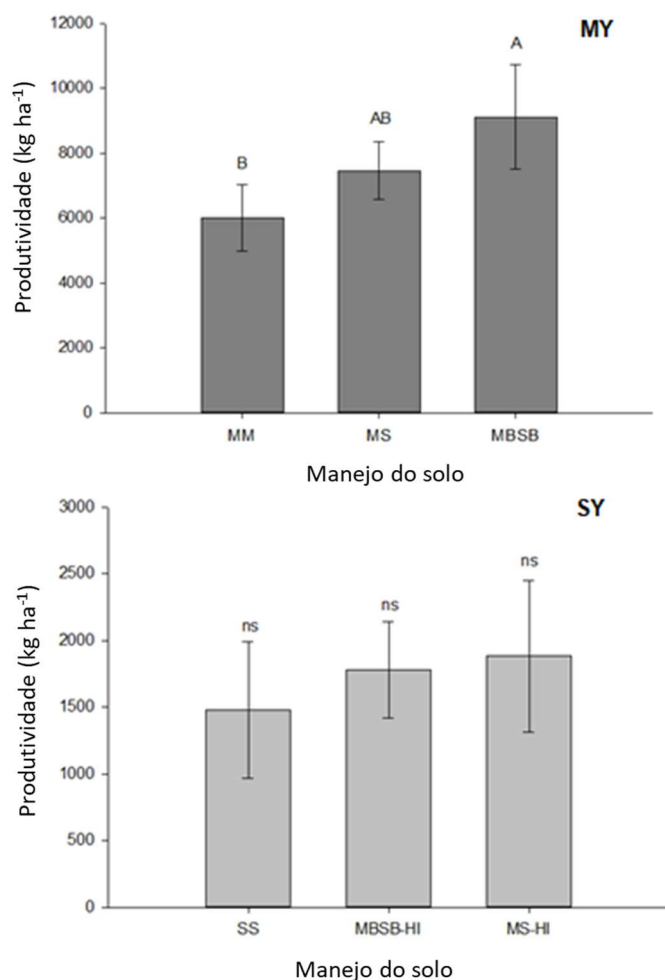 12000
MY
A
10000
AB
8000
B
6000
4000
2000
0
Produtividade (kg ha⁻¹)
MM MS MBSB
Manejo do solo
3000
SY
2500
ns
ns
2000
ns
1500
1000
500
0
Produtividade (kg ha⁻¹)
SS MBSB-HI MS-HI
Manejo do solo